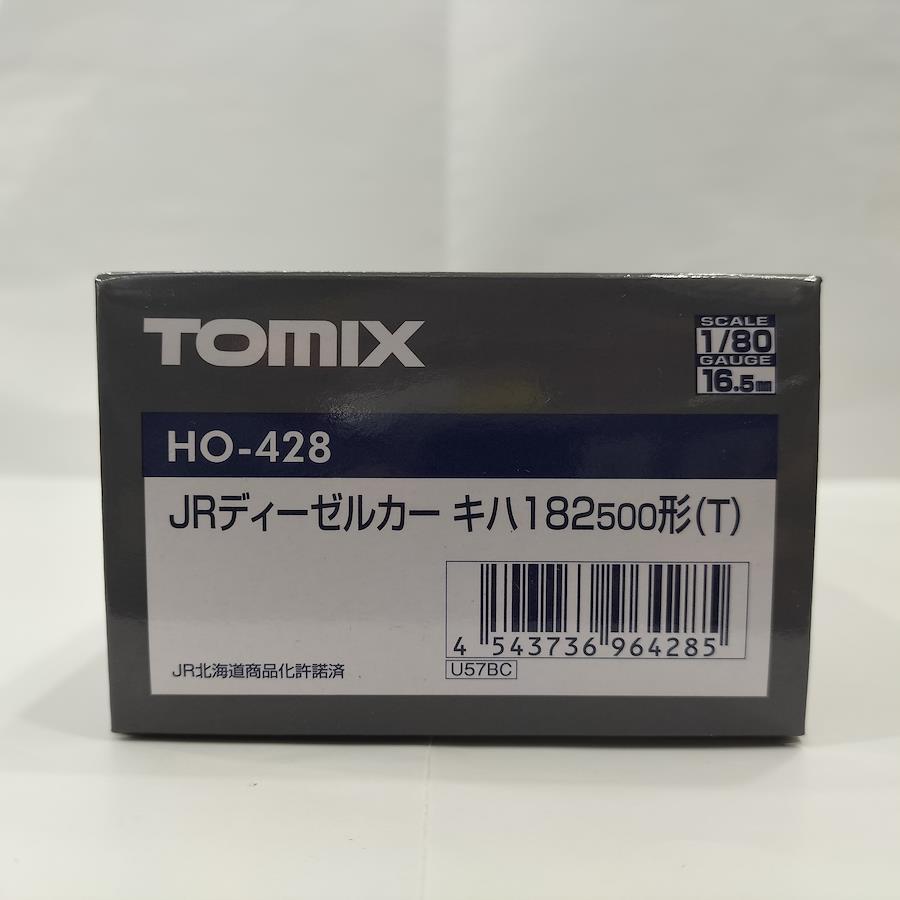 TOMIX
SCALE
1/80
GAUGE
16.5mm
HO-428
JRディーゼルカー キハ182500形(T)
4 543736 964285
U57BC
JR北海道商品化許諾済